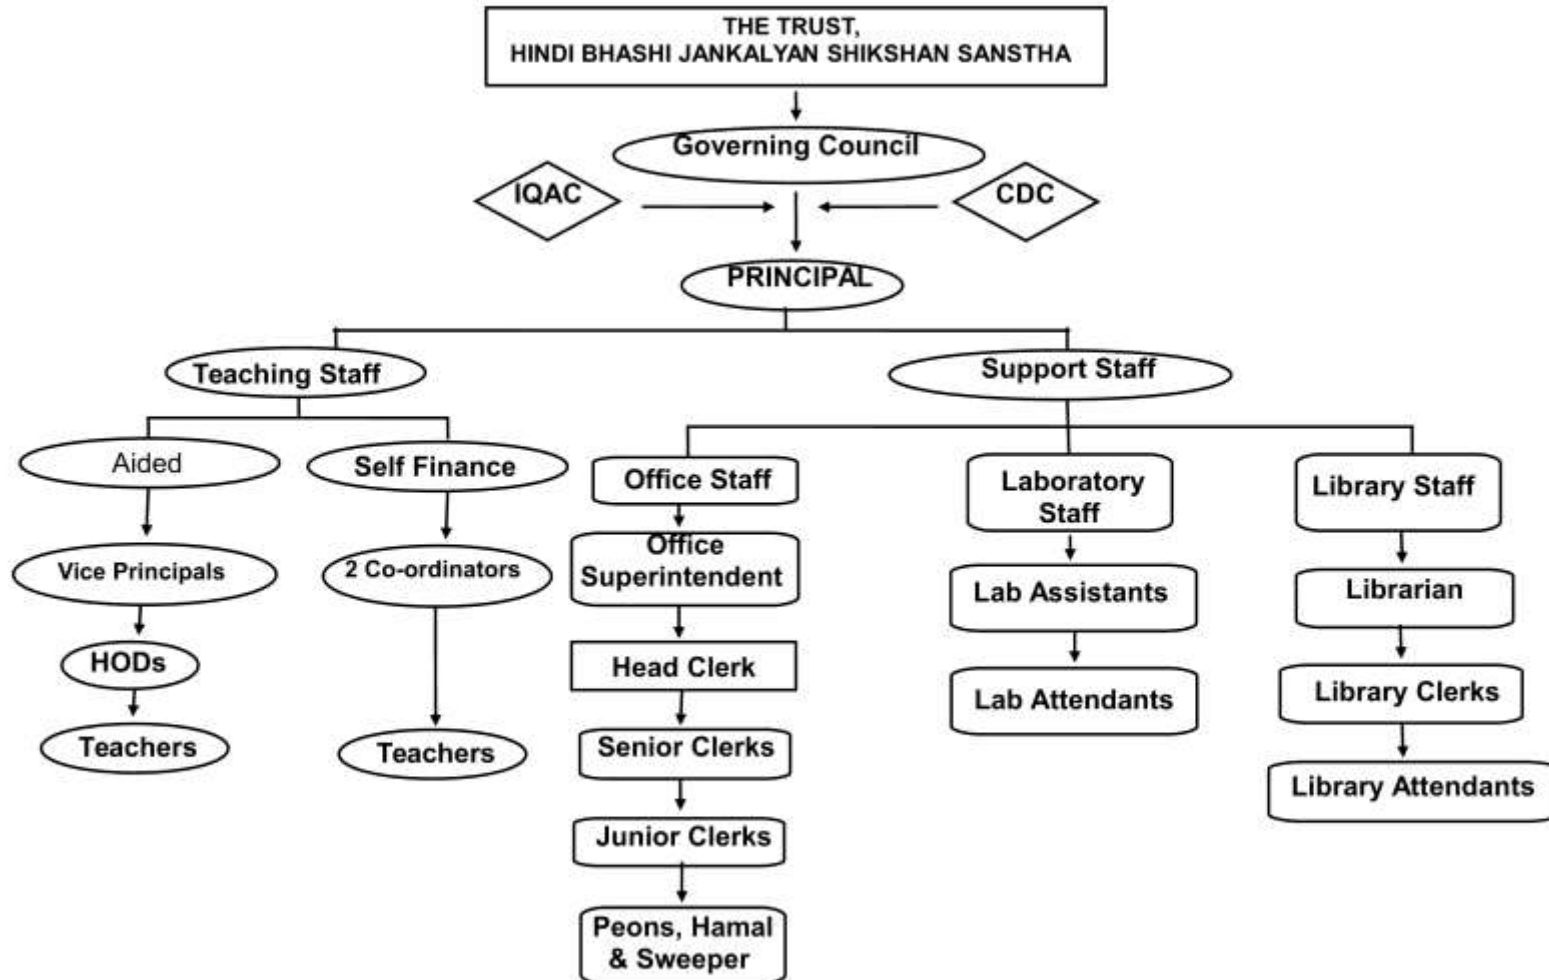 THE TRUST,
HINDI BHASHI JANKALYAN SHIKSHAN SANSTHA
Governing Council
IQAC
CDC
PRINCIPAL
Teaching Staff
Support Staff
Aided
Self Finance
Office Staff
Laboratory
Staff
Library Staff
Vice Principals
2 Co-ordinators
Office
Superintendent
Lab Assistants
Librarian
HODs
Head Clerk
Lab Attendants
Library Clerks
Teachers
Teachers
Senior Clerks
Library Attendants
Junior Clerks
Peons, Hamal
& Sweeper